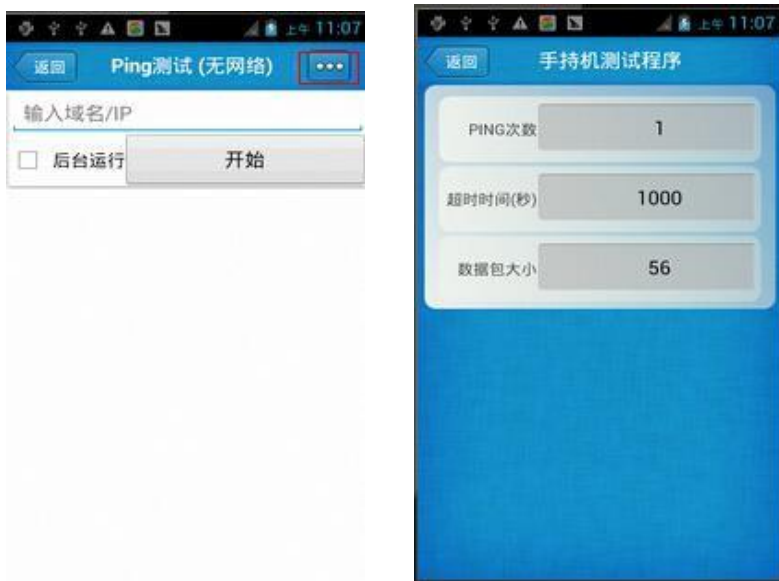 上午 11:07
返回 Ping测试 (无网络)
输入域名/IP
后台运行 开始
上午 11:07
返回 手持机测试程序
PING次数 1
超时时间(秒) 1000
数据包大小 56